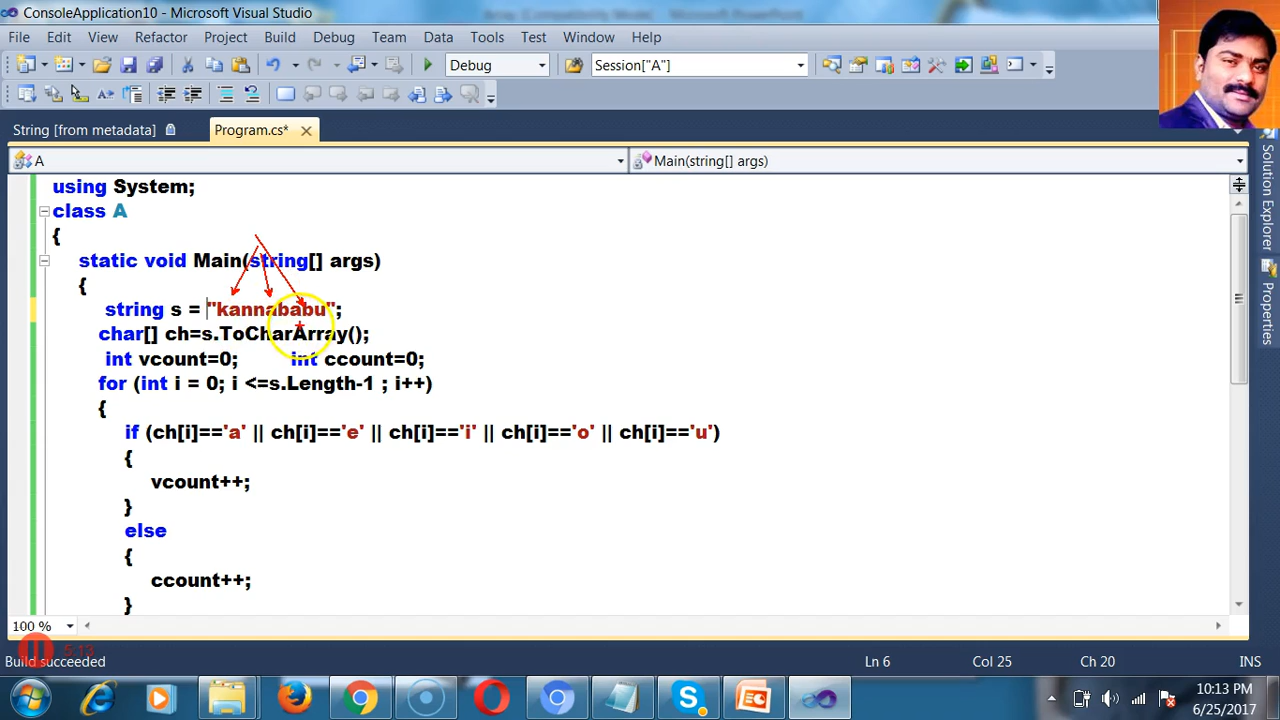 ConsoleApplication10 - Microsoft Visual Studio
File Edit View Refactor Project Build Debug Team Data Tools Test Window Help
Debug Session["A"]
String [from metadata] Program.cs*
A Main(string[] args)
using System;
class A
{
static void Main(string[] args)
{
string s = "kannababu";
char[] ch=s.ToCharArray();
int vcount=0; int ccount=0;
for (int i = 0; i <=s.Length-1 ; i++)
{
if (ch[i]=='a' || ch[i]=='e' || ch[i]=='i' || ch[i]=='o' || ch[i]=='u')
{
vcount++;
}
else
{
ccount++;
}
Solution Explorer
Properties
100 %
5:13
Build succeeded Ln 6 Col 25 Ch 20 INS
10:13 PM
6/25/2017